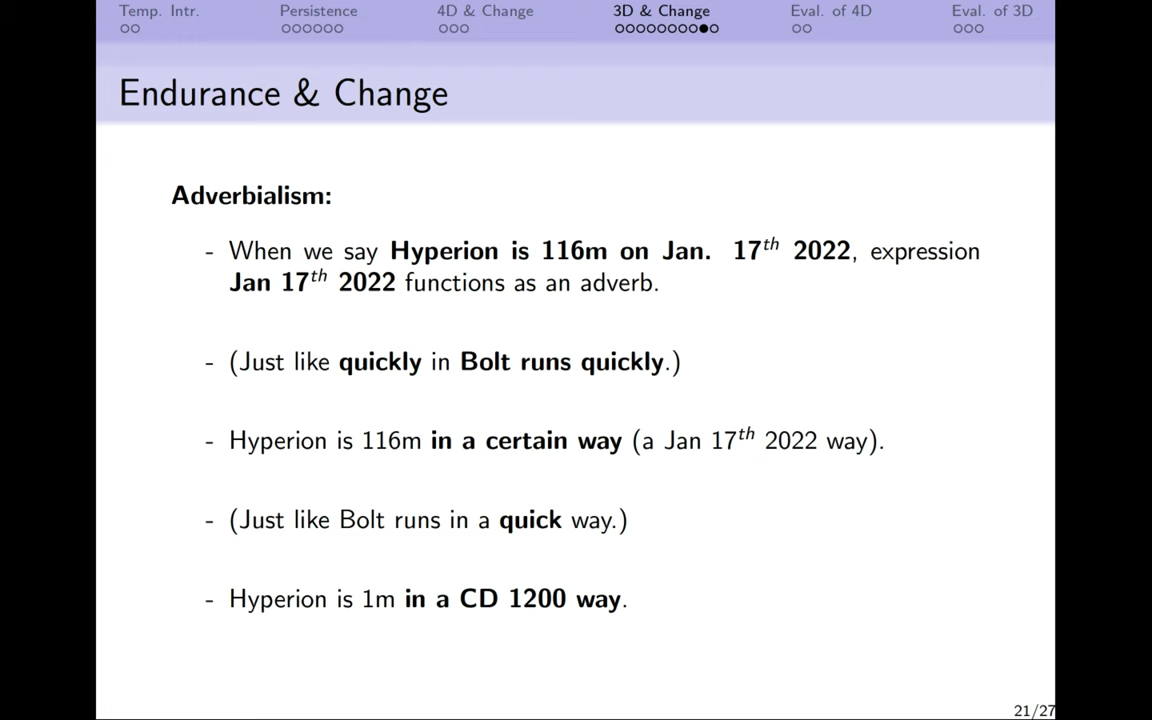 Temp. Intr. Persistence 4D & Change 3D & Change Eval. of 4D Eval. of 3D
Endurance & Change
Adverbialism:
- When we say Hyperion is 116m on Jan. 17th 2022, expression
Jan 17th 2022 functions as an adverb.
- (Just like quickly in Bolt runs quickly.)
- Hyperion is 116m in a certain way (a Jan 17th 2022 way).
- (Just like Bolt runs in a quick way.)
- Hyperion is 1m in a CD 1200 way.
21/27